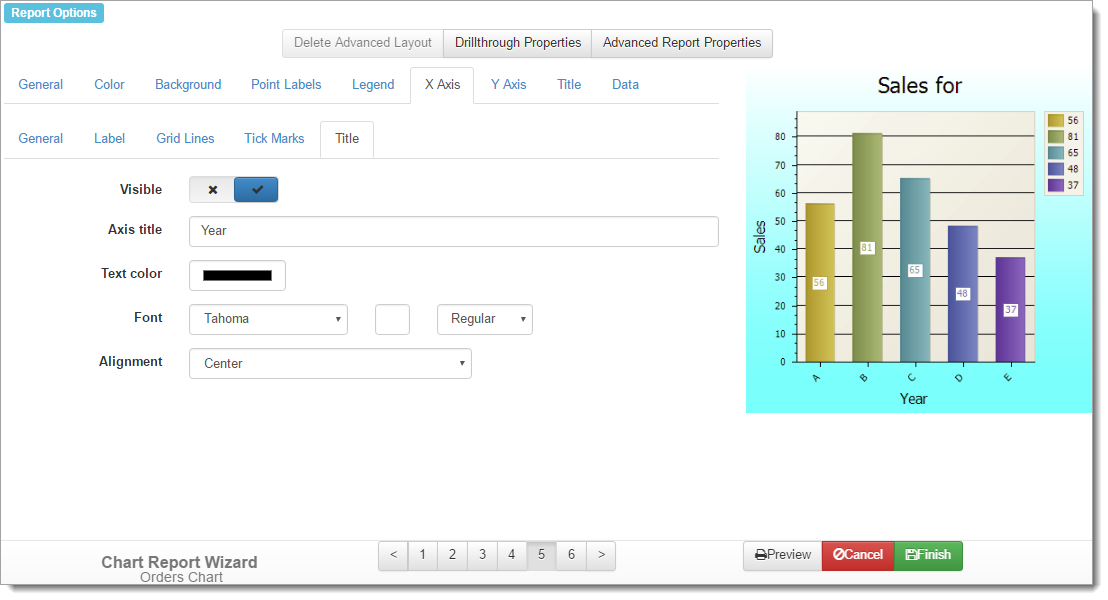 Report Options
Delete Advanced Layout Drillthrough Properties Advanced Report Properties
General Color Background Point Labels Legend X Axis Y Axis Title Data
General Label Grid Lines Tick Marks Title
Visible
Axis title Year
Text color
Font Tahoma Regular
Alignment Center
Sales for
56
81
65
48
37
80
70
60
50
40
30
20
10
0
Sales
56
81
65
48
37
A B C D E
Year
Chart Report Wizard
Orders Chart
< 1 2 3 4 5 6 >
Preview Cancel Finish